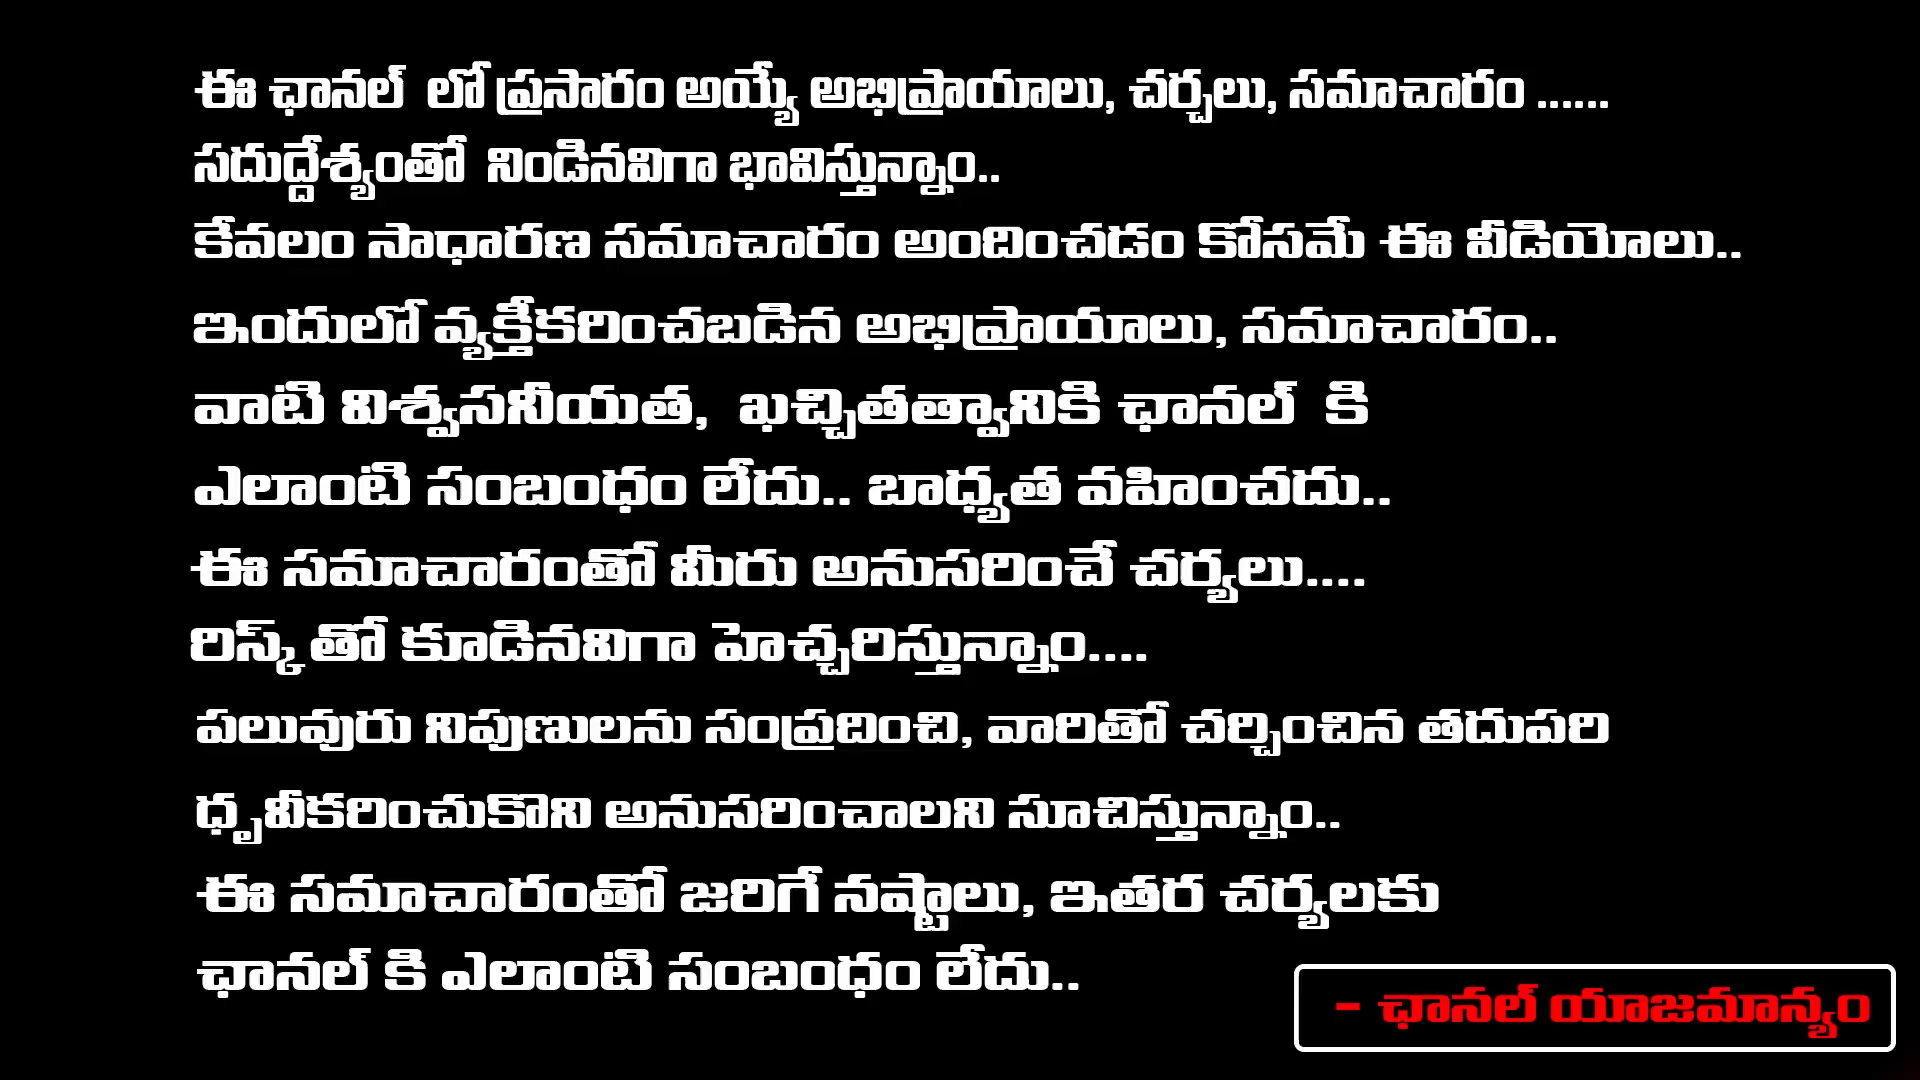 ఈ ఛానల్ లో ప్రసారం అయ్యే అభిప్రాయాలు, చర్చలు, సమాచారం ......
సదుద్దేశ్యంతో నిండినవిగా భావిస్తున్నాం..
కేవలం సాధారణ సమాచారం అందించడం కోసమే ఈ వీడియోలు..
ఇందులో వ్యక్తీకరించబడిన అభిప్రాయాలు, సమాచారం..
వాటి విశ్వసనీయత, ఖచ్చితత్వానికి ఛానల్ కి
ఎలాంటి సంబంధం లేదు.. బాధ్యత వహించదు..
ఈ సమాచారంతో మీరు అనుసరించే చర్యలు....
రిస్క్ తో కూడినవిగా హెచ్చరిస్తున్నాం....
పలువురు నిపుణులను సంప్రదించి, వారితో చర్చించిన తదుపరి
ధృవీకరించుకొని అనుసరించాలని సూచిస్తున్నాం..
ఈ సమాచారంతో జరిగే నష్టాలు, ఇతర చర్యలకు
ఛానల్ కి ఎలాంటి సంబంధం లేదు..
- ఛానల్ యాజమాన్యం